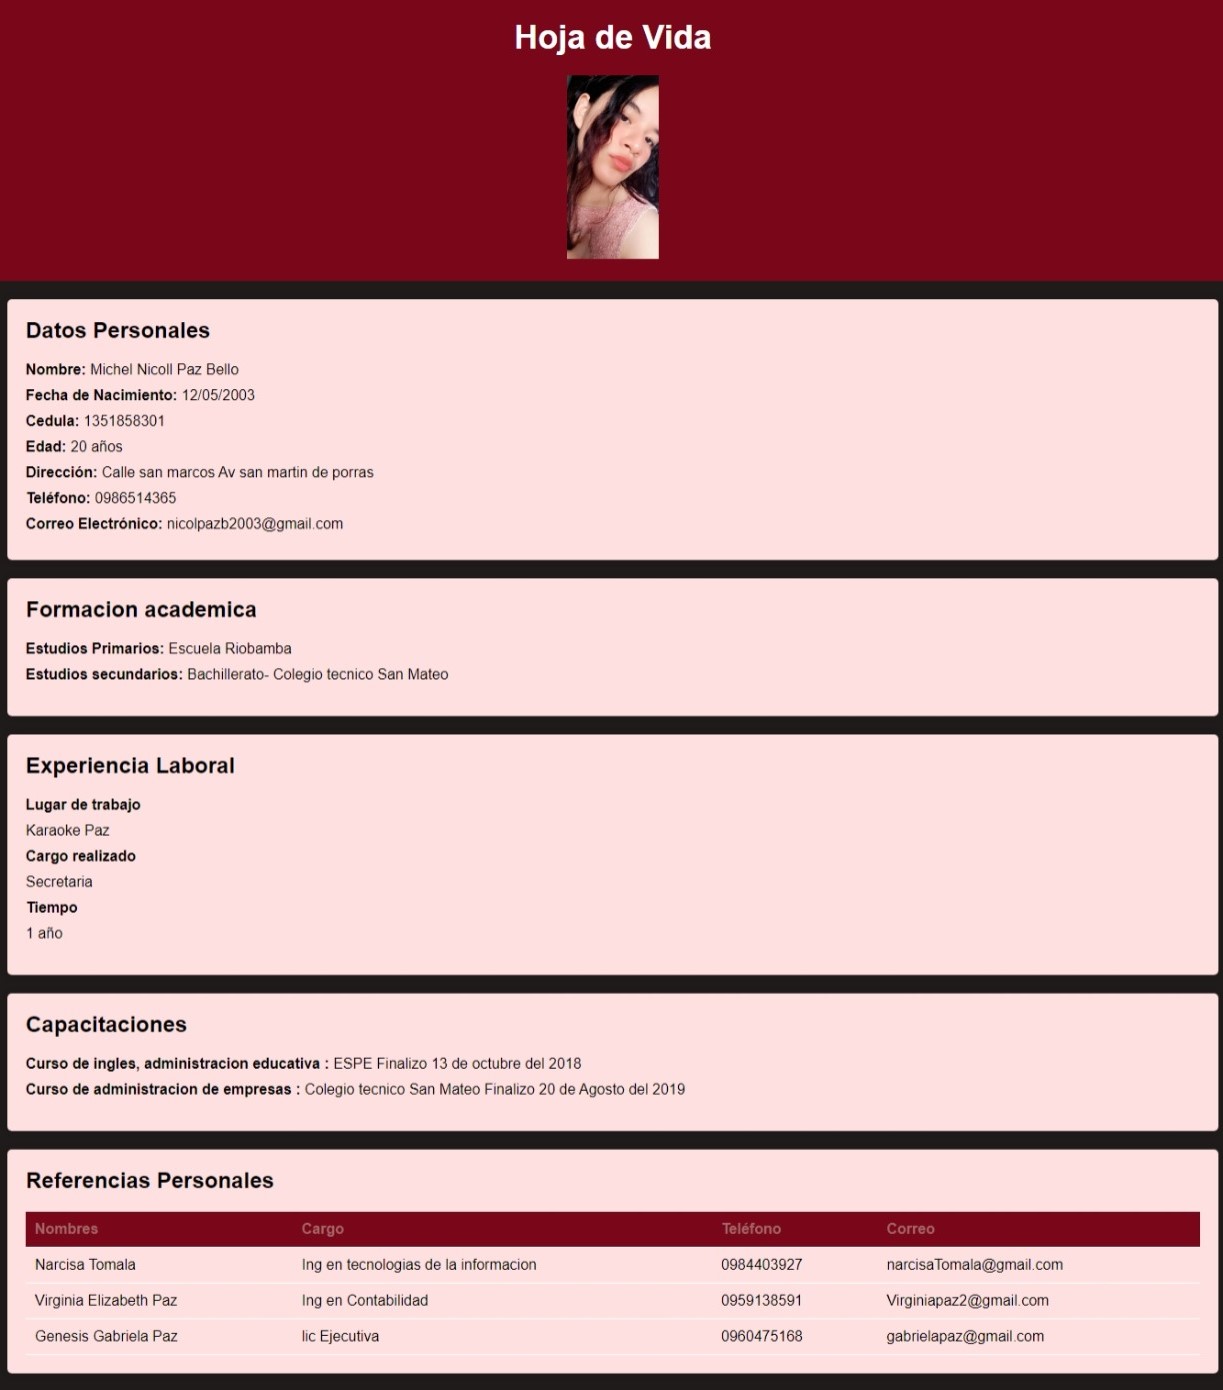 Hoja de Vida
Datos Personales
Nombre: Michel Nicoll Paz Bello
Fecha de Nacimiento: 12/05/2003
Cedula: 1351858301
Edad: 20 años
Dirección: Calle san marcos Av san martin de porras
Teléfono: 0986514365
Correo Electrónico: nicolpazb2003@gmail.com
Formacion academica
Estudios Primarios: Escuela Riobamba
Estudios secundarios: Bachillerato- Colegio tecnico San Mateo
Experiencia Laboral
Lugar de trabajo
Karaoke Paz
Cargo realizado
Secretaria
Tiempo
1 año
Capacitaciones
Curso de ingles, administracion educativa : ESPE Finalizo 13 de octubre del 2018
Curso de administracion de empresas : Colegio tecnico San Mateo Finalizo 20 de Agosto del 2019
Referencias Personales
Nombres Cargo Teléfono Correo
Narcisa Tomala Ing en tecnologias de la informacion 0984403927 narcisaTomala@gmail.com
Virginia Elizabeth Paz Ing en Contabilidad 0959138591 Virginiapaz2@gmail.com
Genesis Gabriela Paz lic Ejecutiva 0960475168 gabrielapaz@gmail.com